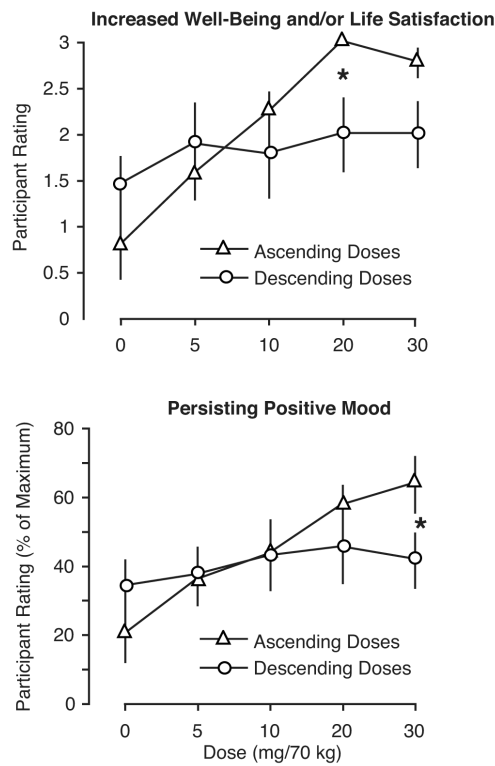 Increased Well-Being and/or Life Satisfaction
Participant Rating
3
2.5
2
1.5
1
0.5
0
*
Ascending Doses
Descending Doses
0 5 10 20 30
Persisting Positive Mood
Participant Rating (% of Maximum)
80
60
40
20
0
*
Ascending Doses
Descending Doses
0 5 10 20 30
Dose (mg/70 kg)